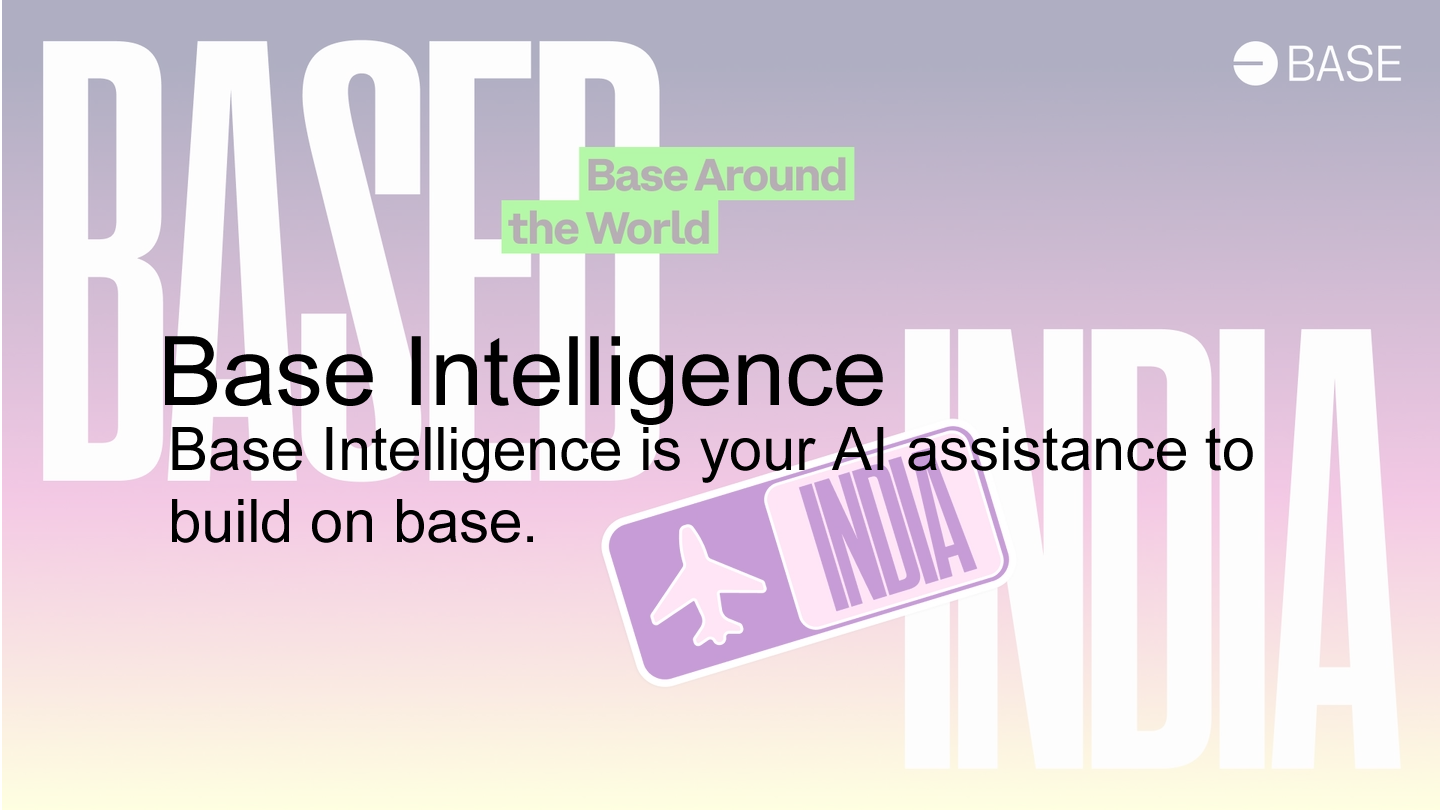 BASED
BASE
Base Around
the World
Base Intelligence
Base Intelligence is your AI assistance to
build on base.
INDIA
INDIA